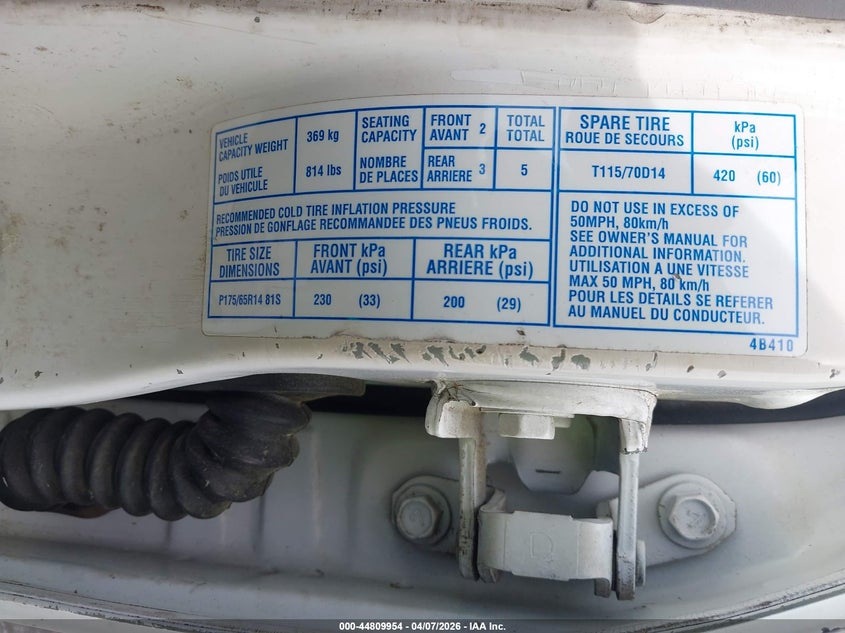 VEHICLE CAPACITY WEIGHT
POIDS UTILE DU VEHICULE
369 kg
814 lbs
SEATING CAPACITY
NOMBRE DE PLACES
FRONT AVANT 2
REAR ARRIERE 3
TOTAL TOTAL
5
RECOMMENDED COLD TIRE INFLATION PRESSURE
PRESSION DE GONFLAGE RECOMMANDEE DES PNEUS FROIDS.
TIRE SIZE DIMENSIONS
FRONT kPa AVANT (psi)
REAR kPa ARRIERE (psi)
P175/65R14 81S
230 (33)
200 (29)
SPARE TIRE
ROUE DE SECOURS
kPa (psi)
T115/70D14
420 (60)
DO NOT USE IN EXCESS OF
50MPH, 80km/h
SEE OWNER'S MANUAL FOR
ADDITIONAL INFORMATION.
UTILISATION A UNE VITESSE
MAX 50 MPH, 80 km/h
POUR LES DÉTAILS SE REFERER
AU MANUEL DU CONDUCTEUR.
4B410
D
000-44809954 - 04/07/2026 - IAA Inc.